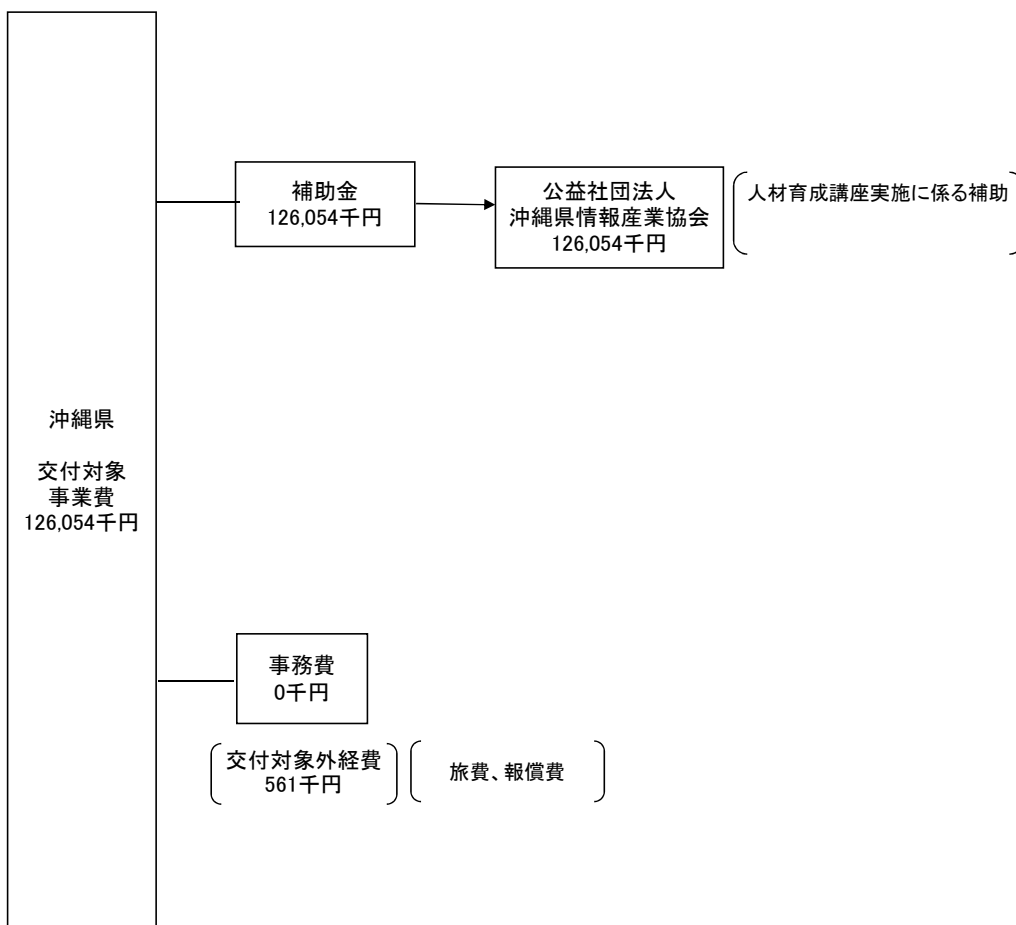 沖縄県
交付対象
事業費
126,054千円
補助金
126,054千円
公益社団法人
沖縄県情報産業協会
126,054千円
人材育成講座実施に係る補助
事務費
0千円
交付対象外経費
561千円
旅費、報償費